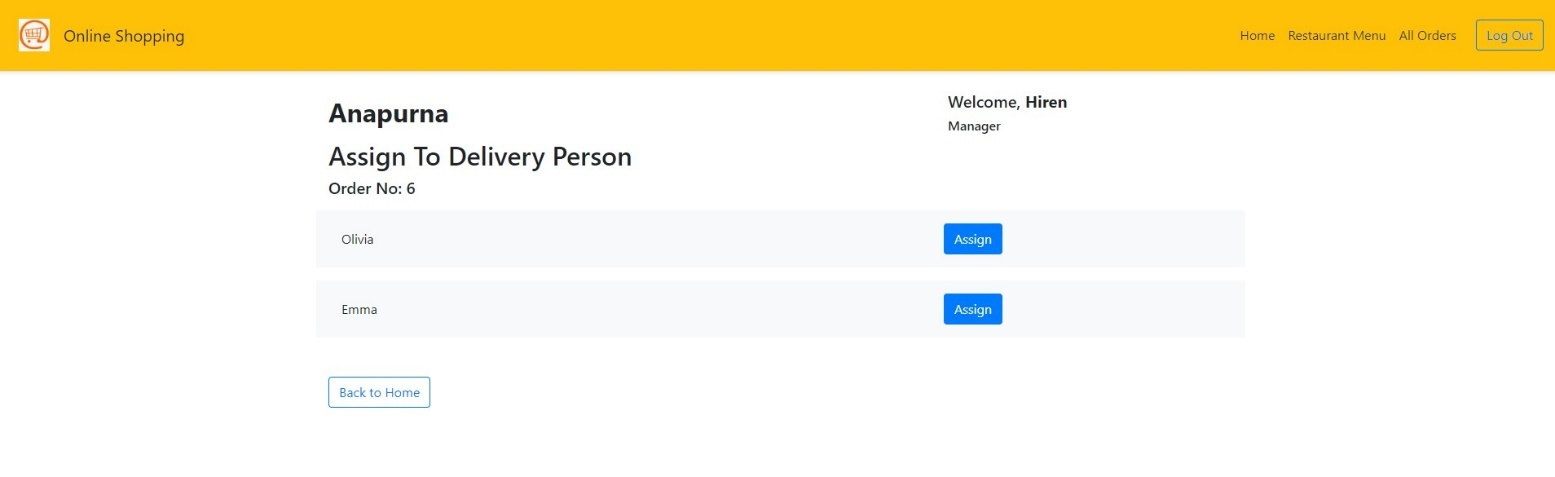 Online Shopping
Home Restaurant Menu All Orders Log Out
Anapurna
Welcome, Hiren
Manager
Assign To Delivery Person
Order No: 6
Olivia Assign
Emma Assign
Back to Home